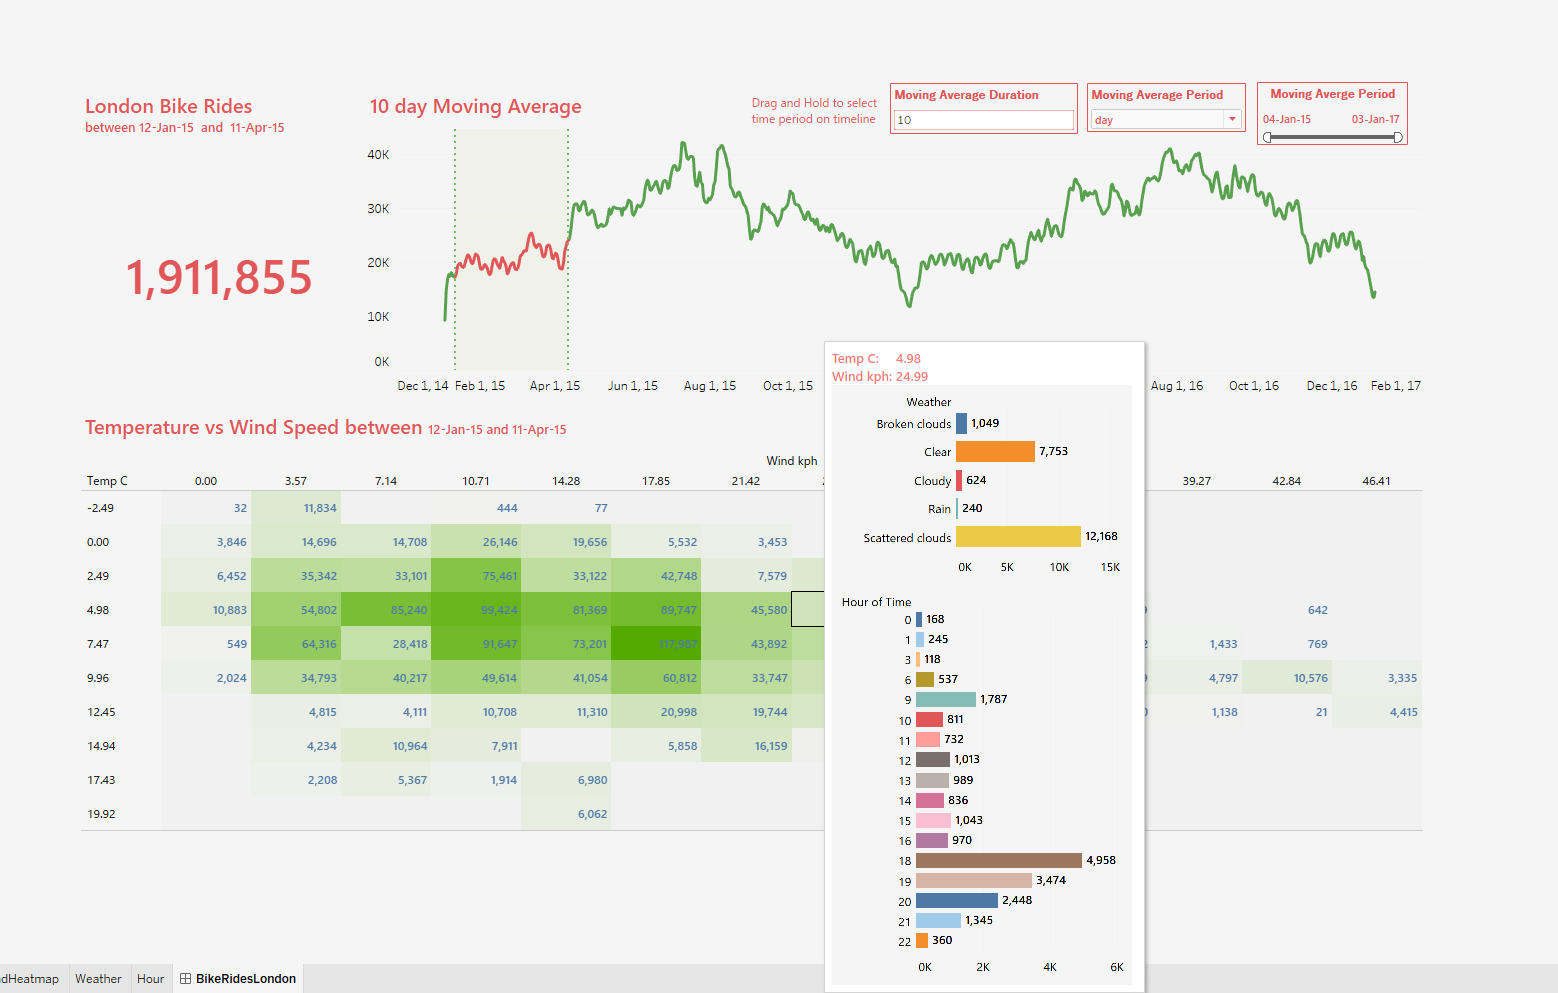 London Bike Rides
between 12-Jan-15 and 11-Apr-15
10 day Moving Average
Drag and Hold to select
time period on timeline
Moving Average Duration
10
Moving Average Period
day
Moving Averge Period
04-Jan-15 03-Jan-17
1,911,855
40K
30K
20K
10K
0K
Dec 1, 14 Feb 1, 15 Apr 1, 15 Jun 1, 15 Aug 1, 15 Oct 1, 15 Aug 1, 16 Oct 1, 16 Dec 1, 16 Feb 1, 17
Temperature vs Wind Speed between 12-Jan-15 and 11-Apr-15
Wind kph
Temp C 0.00 3.57 7.14 10.71 14.28 17.85 21.42 39.27 42.84 46.41
-2.49 32 11,834 444 77
0.00 3,846 14,696 14,708 26,146 19,656 5,532 3,453
2.49 6,452 35,342 33,101 75,461 33,122 42,748 7,579
4.98 10,883 54,802 85,240 99,424 81,369 89,747 45,580 642
7.47 549 64,316 28,418 91,647 73,201 43,892 1,433 769
9.96 2,024 34,793 40,217 49,614 41,054 60,812 33,747 4,797 10,576 3,335
12.45 4,815 4,111 10,708 11,310 20,998 19,744 1,138 21 4,415
14.94 4,234 10,964 7,911 5,858 16,159
17.43 2,208 5,367 1,914 6,980
19.92 6,062
Temp C: 4.98
Wind kph: 24.99
Weather
Broken clouds 1,049
Clear 7,753
Cloudy 624
Rain 240
Scattered clouds 12,168
0K 5K 10K 15K
Hour of Time
0 168
1 245
3 118
6 537
9 1,787
10 811
11 732
12 1,013
13 989
14 836
15 1,043
16 970
18 4,958
19 3,474
20 2,448
21 1,345
22 360
0K 2K 4K 6K
dHeatmap Weather Hour BikeRidesLondon